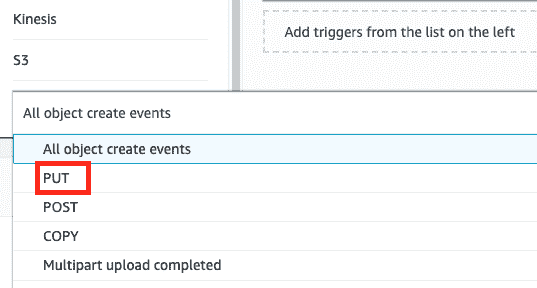 Kinesis
Add triggers from the list on the left
S3
All object create events
All object create events
PUT
POST
COPY
Multipart upload completed